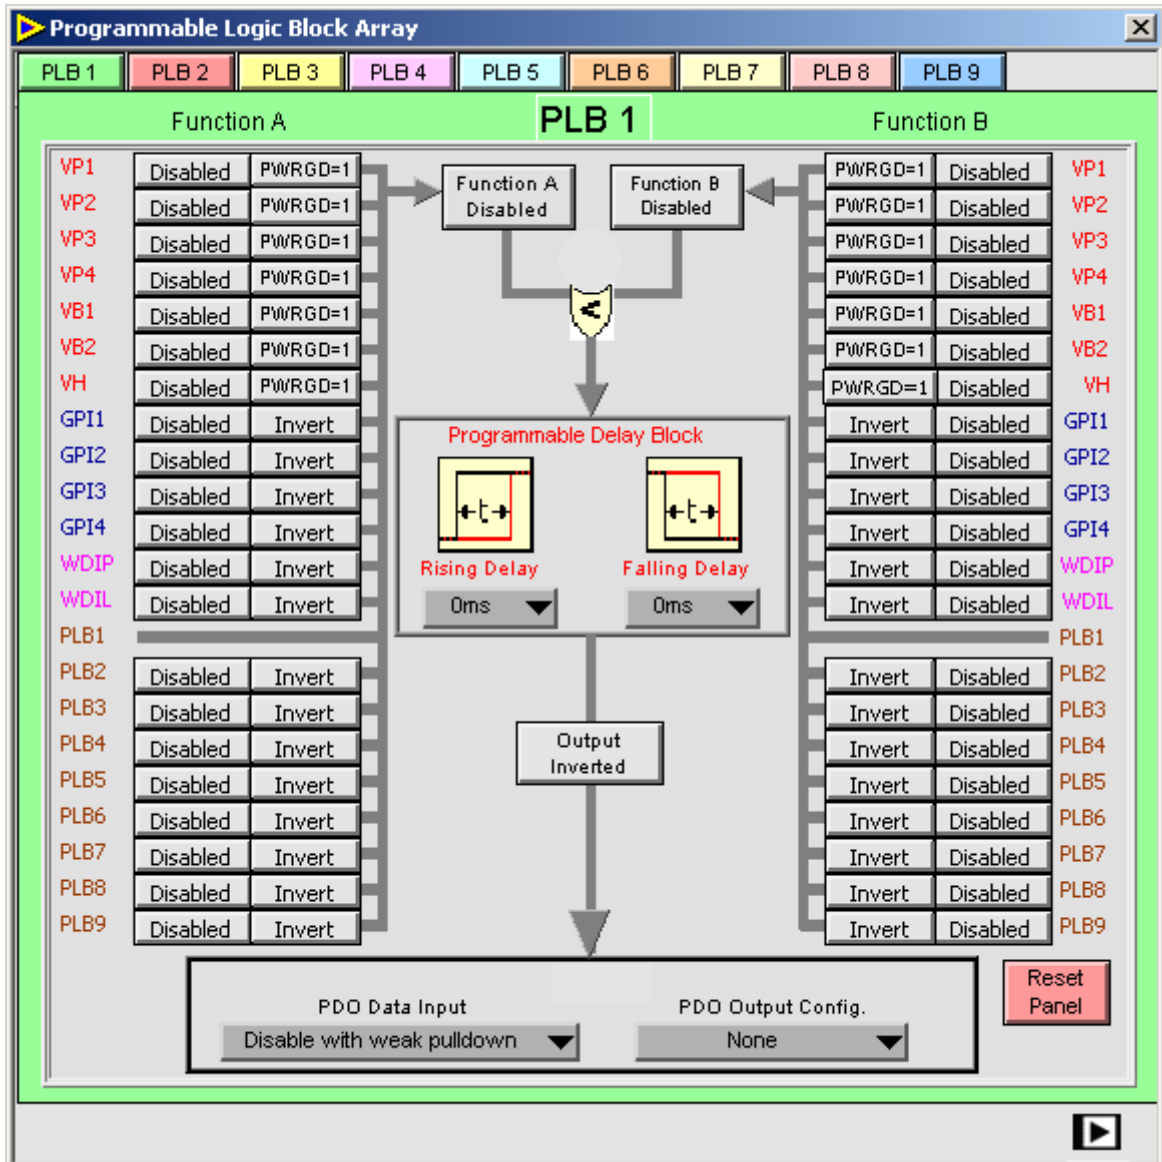 Programmable Logic Block Array
PLB 1 PLB 2 PLB 3 PLB 4 PLB 5 PLB 6 PLB 7 PLB 8 PLB 9
Function A PLB 1 Function B
VP1 Disabled PWRGD=1 PWRGD=1 Disabled VP1
Function A Function B
Disabled Disabled
VP2 Disabled PWRGD=1 PWRGD=1 Disabled VP2
VP3 Disabled PWRGD=1 PWRGD=1 Disabled VP3
VP4 Disabled PWRGD=1 PWRGD=1 Disabled VP4
VB1 Disabled PWRGD=1 PWRGD=1 Disabled VB1
VB2 Disabled PWRGD=1 PWRGD=1 Disabled VB2
VH Disabled PWRGD=1 PWRGD=1 Disabled VH
GPI1 Disabled Invert Invert Disabled GPI1
Programmable Delay Block
GPI2 Disabled Invert Invert Disabled GPI2
GPI3 Disabled Invert Invert Disabled GPI3
t t
GPI4 Disabled Invert Invert Disabled GPI4
WDIP Disabled Invert Rising Delay Falling Delay Invert Disabled WDIP
WDIL Disabled Invert 0ms 0ms Invert Disabled WDIL
PLB1 PLB1
PLB2 Disabled Invert Invert Disabled PLB2
PLB3 Disabled Invert Invert Disabled PLB3
PLB4 Disabled Invert Invert Disabled PLB4
Output
Inverted
PLB5 Disabled Invert Invert Disabled PLB5
PLB6 Disabled Invert Invert Disabled PLB6
PLB7 Disabled Invert Invert Disabled PLB7
PLB8 Disabled Invert Invert Disabled PLB8
PLB9 Disabled Invert Invert Disabled PLB9
PDO Data Input PDO Output Config.
Disable with weak pulldown None
Reset
Panel